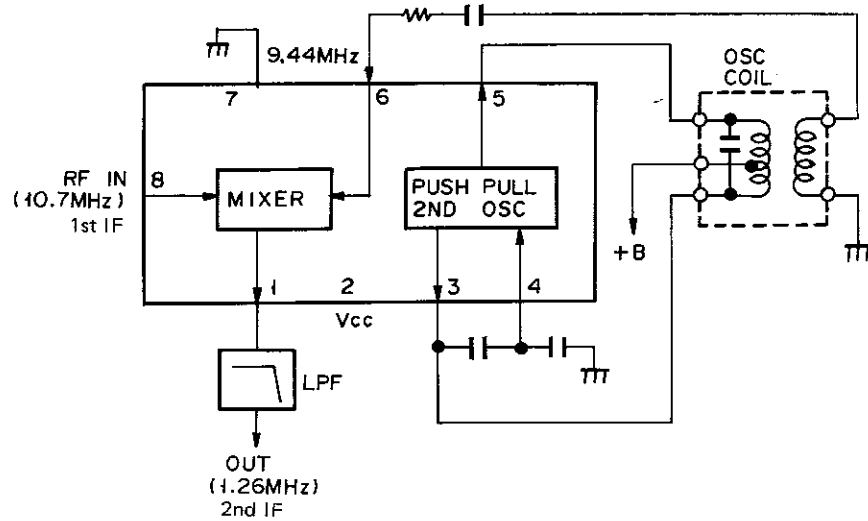 9.44MHz
OSC
COIL
7
6
5
RF IN
(10.7MHz)
1st IF
8
MIXER
PUSH PULL
2ND OSC
+B
1
2
3
4
Vcc
LPF
OUT
(1.26MHz)
2nd IF